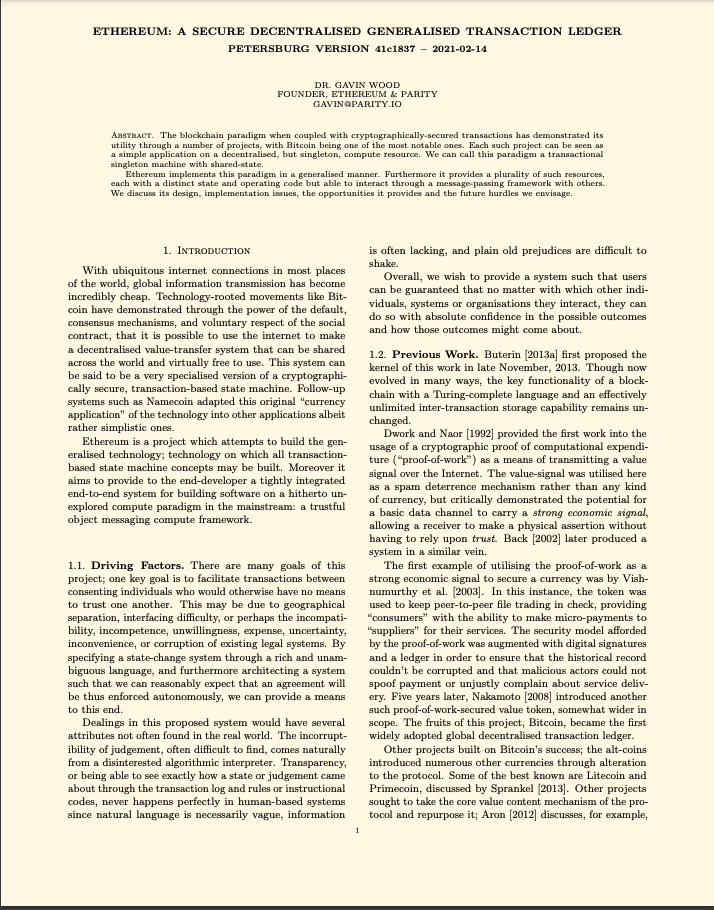 ETHEREUM: A SECURE DECENTRALISED GENERALISED TRANSACTION LEDGER
PETERSBURG VERSION 41c1837 – 2021-02-14
DR. GAVIN WOOD
FOUNDER, ETHEREUM & PARITY
GAVIN@PARITY.IO
Abstract. The blockchain paradigm when coupled with cryptographically-secured transactions has demonstrated its
utility through a number of projects, with Bitcoin being one of the most notable ones. Each such project can be seen as
a simple application on a decentralised, but singleton, compute resource. We can call this paradigm a transactional
singleton machine with shared-state.
Ethereum implements this paradigm in a generalised manner. Furthermore it provides a plurality of such resources,
each with a distinct state and operating code but able to interact through a message-passing framework with others.
We discuss its design, implementation issues, the opportunities it provides and the future hurdles we envisage.
1. Introduction
With ubiquitous internet connections in most places
of the world, global information transmission has become
incredibly cheap. Technology-rooted movements like Bit-
coin have demonstrated through the power of the default,
consensus mechanisms, and voluntary respect of the social
contract, that it is possible to use the internet to make
a decentralised value-transfer system that can be shared
across the world and virtually free to use. This system can
be said to be a very specialised version of a cryptographi-
cally secure, transaction-based state machine. Follow-up
systems such as Namecoin adapted this original “currency
application” of the technology into other applications albeit
rather simplistic ones.
Ethereum is a project which attempts to build the gen-
eralised technology; technology on which all transaction-
based state machine concepts may be built. Moreover it
aims to provide to the end-developer a tightly integrated
end-to-end system for building software on a hitherto un-
explored compute paradigm in the mainstream: a trustful
object messaging compute framework.
1.1. Driving Factors. There are many goals of this
project; one key goal is to facilitate transactions between
consenting individuals who would otherwise have no means
to trust one another. This may be due to geographical
separation, interfacing difficulty, or perhaps the incompati-
bility, incompetence, unwillingness, expense, uncertainty,
inconvenience, or corruption of existing legal systems. By
specifying a state-change system through a rich and unam-
biguous language, and furthermore architecting a system
such that we can reasonably expect that an agreement will
be thus enforced autonomously, we can provide a means
to this end.
Dealings in this proposed system would have several
attributes not often found in the real world. The incorrupt-
ibility of judgement, often difficult to find, comes naturally
from a disinterested algorithmic interpreter. Transparency,
or being able to see exactly how a state or judgement came
about through the transaction log and rules or instructional
codes, never happens perfectly in human-based systems
since natural language is necessarily vague, information
is often lacking, and plain old prejudices are difficult to
shake.
Overall, we wish to provide a system such that users
can be guaranteed that no matter with which other indi-
viduals, systems or organisations they interact, they can
do so with absolute confidence in the possible outcomes
and how those outcomes might come about.
1.2. Previous Work. Buterin [2013a] first proposed the
kernel of this work in late November, 2013. Though now
evolved in many ways, the key functionality of a block-
chain with a Turing-complete language and an effectively
unlimited inter-transaction storage capability remains un-
changed.
Dwork and Naor [1992] provided the first work into the
usage of a cryptographic proof of computational expendi-
ture (“proof-of-work”) as a means of transmitting a value
signal over the Internet. The value-signal was utilised here
as a spam deterrence mechanism rather than any kind
of currency, but critically demonstrated the potential for
a basic data channel to carry a strong economic signal,
allowing a receiver to make a physical assertion without
having to rely upon trust. Back [2002] later produced a
system in a similar vein.
The first example of utilising the proof-of-work as a
strong economic signal to secure a currency was by Vish-
numurthy et al. [2003]. In this instance, the token was
used to keep peer-to-peer file trading in check, providing
“consumers” with the ability to make micro-payments to
“suppliers” for their services. The security model afforded
by the proof-of-work was augmented with digital signatures
and a ledger in order to ensure that the historical record
couldn’t be corrupted and that malicious actors could not
spoof payment or unjustly complain about service deliv-
ery. Five years later, Nakamoto [2008] introduced another
such proof-of-work-secured value token, somewhat wider in
scope. The fruits of this project, Bitcoin, became the first
widely adopted global decentralised transaction ledger.
Other projects built on Bitcoin’s success; the alt-coins
introduced numerous other currencies through alteration
to the protocol. Some of the best known are Litecoin and
Primecoin, discussed by Sprankel [2013]. Other projects
sought to take the core value content mechanism of the pro-
tocol and repurpose it; Aron [2012] discusses, for example,
1